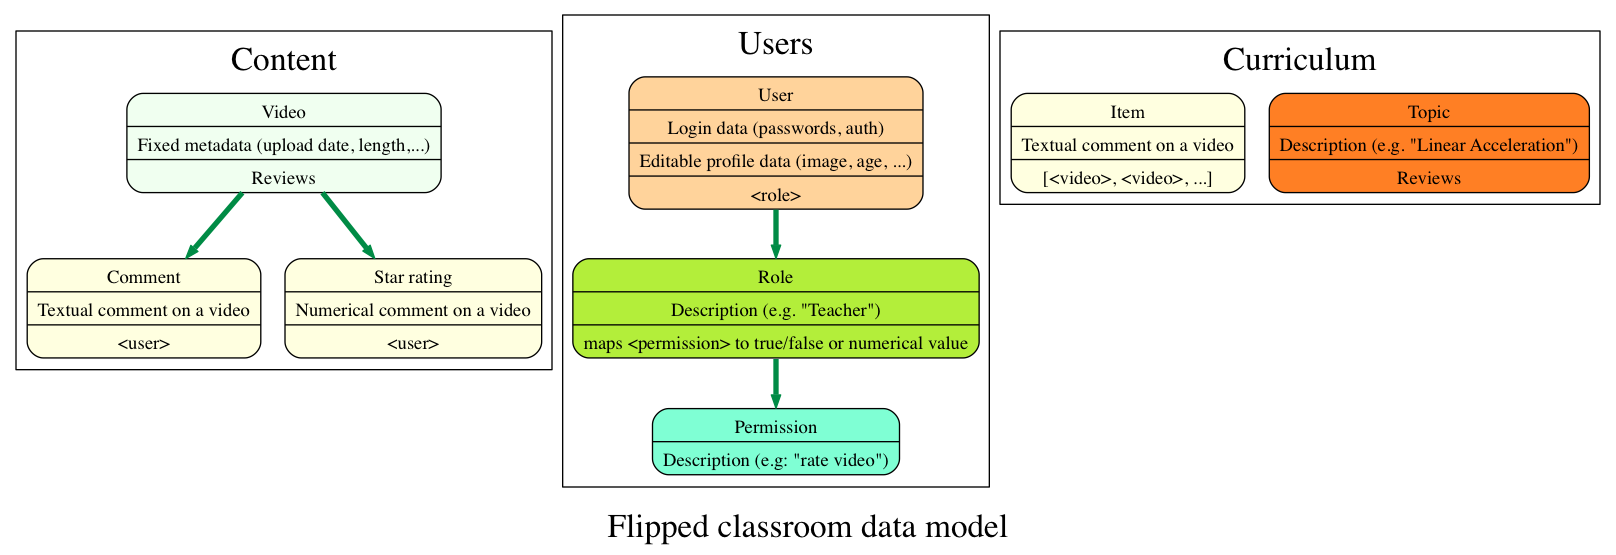 Content
Video
Fixed metadata (upload date, length,...)
Reviews
Comment
Textual comment on a video
<user>
Star rating
Numerical comment on a video
<user>
Users
User
Login data (passwords, auth)
Editable profile data (image, age, ...)
<role>
Role
Description (e.g. "Teacher")
maps <permission> to true/false or numerical value
Permission
Description (e.g: "rate video")
Curriculum
Item
Textual comment on a video
[<video>, <video>, ...]
Topic
Description (e.g. "Linear Acceleration")
Reviews
Flipped classroom data model